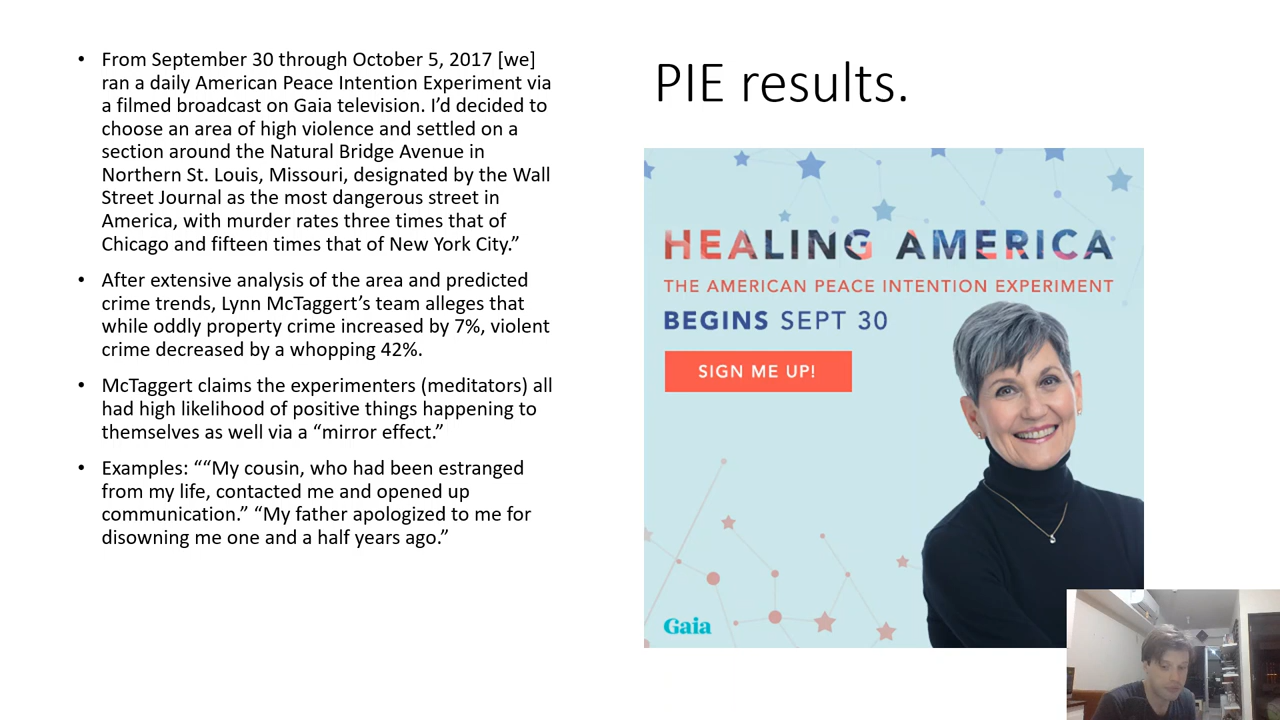 • From September 30 through October 5, 2017 [we]
ran a daily American Peace Intention Experiment via
a filmed broadcast on Gaia television. I’d decided to
choose an area of high violence and settled on a
section around the Natural Bridge Avenue in
Northern St. Louis, Missouri, designated by the Wall
Street Journal as the most dangerous street in
America, with murder rates three times that of
Chicago and fifteen times that of New York City.”
• After extensive analysis of the area and predicted
crime trends, Lynn McTaggert’s team alleges that
while oddly property crime increased by 7%, violent
crime decreased by a whopping 42%.
• McTaggert claims the experimenters (meditators) all
had high likelihood of positive things happening to
themselves as well via a “mirror effect.”
• Examples: ““My cousin, who had been estranged
from my life, contacted me and opened up
communication.” “My father apologized to me for
disowning me one and a half years ago.”
PIE results.
HEALING AMERICA
THE AMERICAN PEACE INTENTION EXPERIMENT
BEGINS SEPT 30
SIGN ME UP!
Gaia